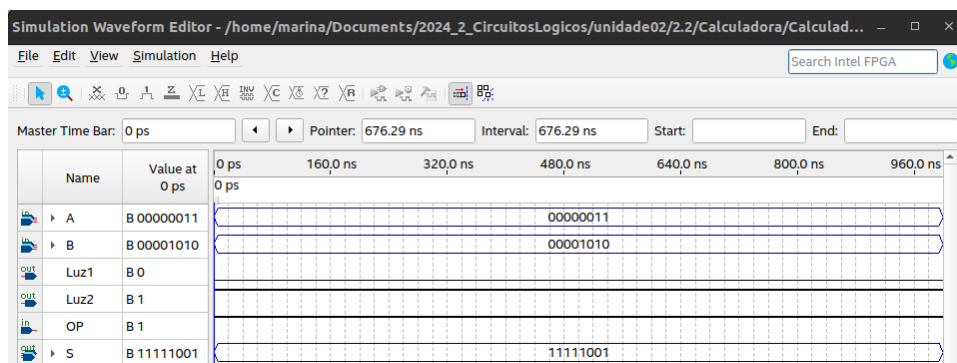 Simulation Waveform Editor - /home/marina/Documents/2024_2_CircuitosLogicos/unidade02/2.2/Calculadora/Calculad...
File Edit View Simulation Help
Search Intel FPGA
Master Time Bar: 0 ps Pointer: 676.29 ns Interval: 676.29 ns Start: End:
Name Value at 0 ps
0 ps 160,0 ns 320,0 ns 480,0 ns 640,0 ns 800,0 ns 960,0 ns
0 ps
A B 00000011 00000011
B B 00001010 00001010
Luz1 B 0
Luz2 B 1
OP B 1
S B 11111001 11111001